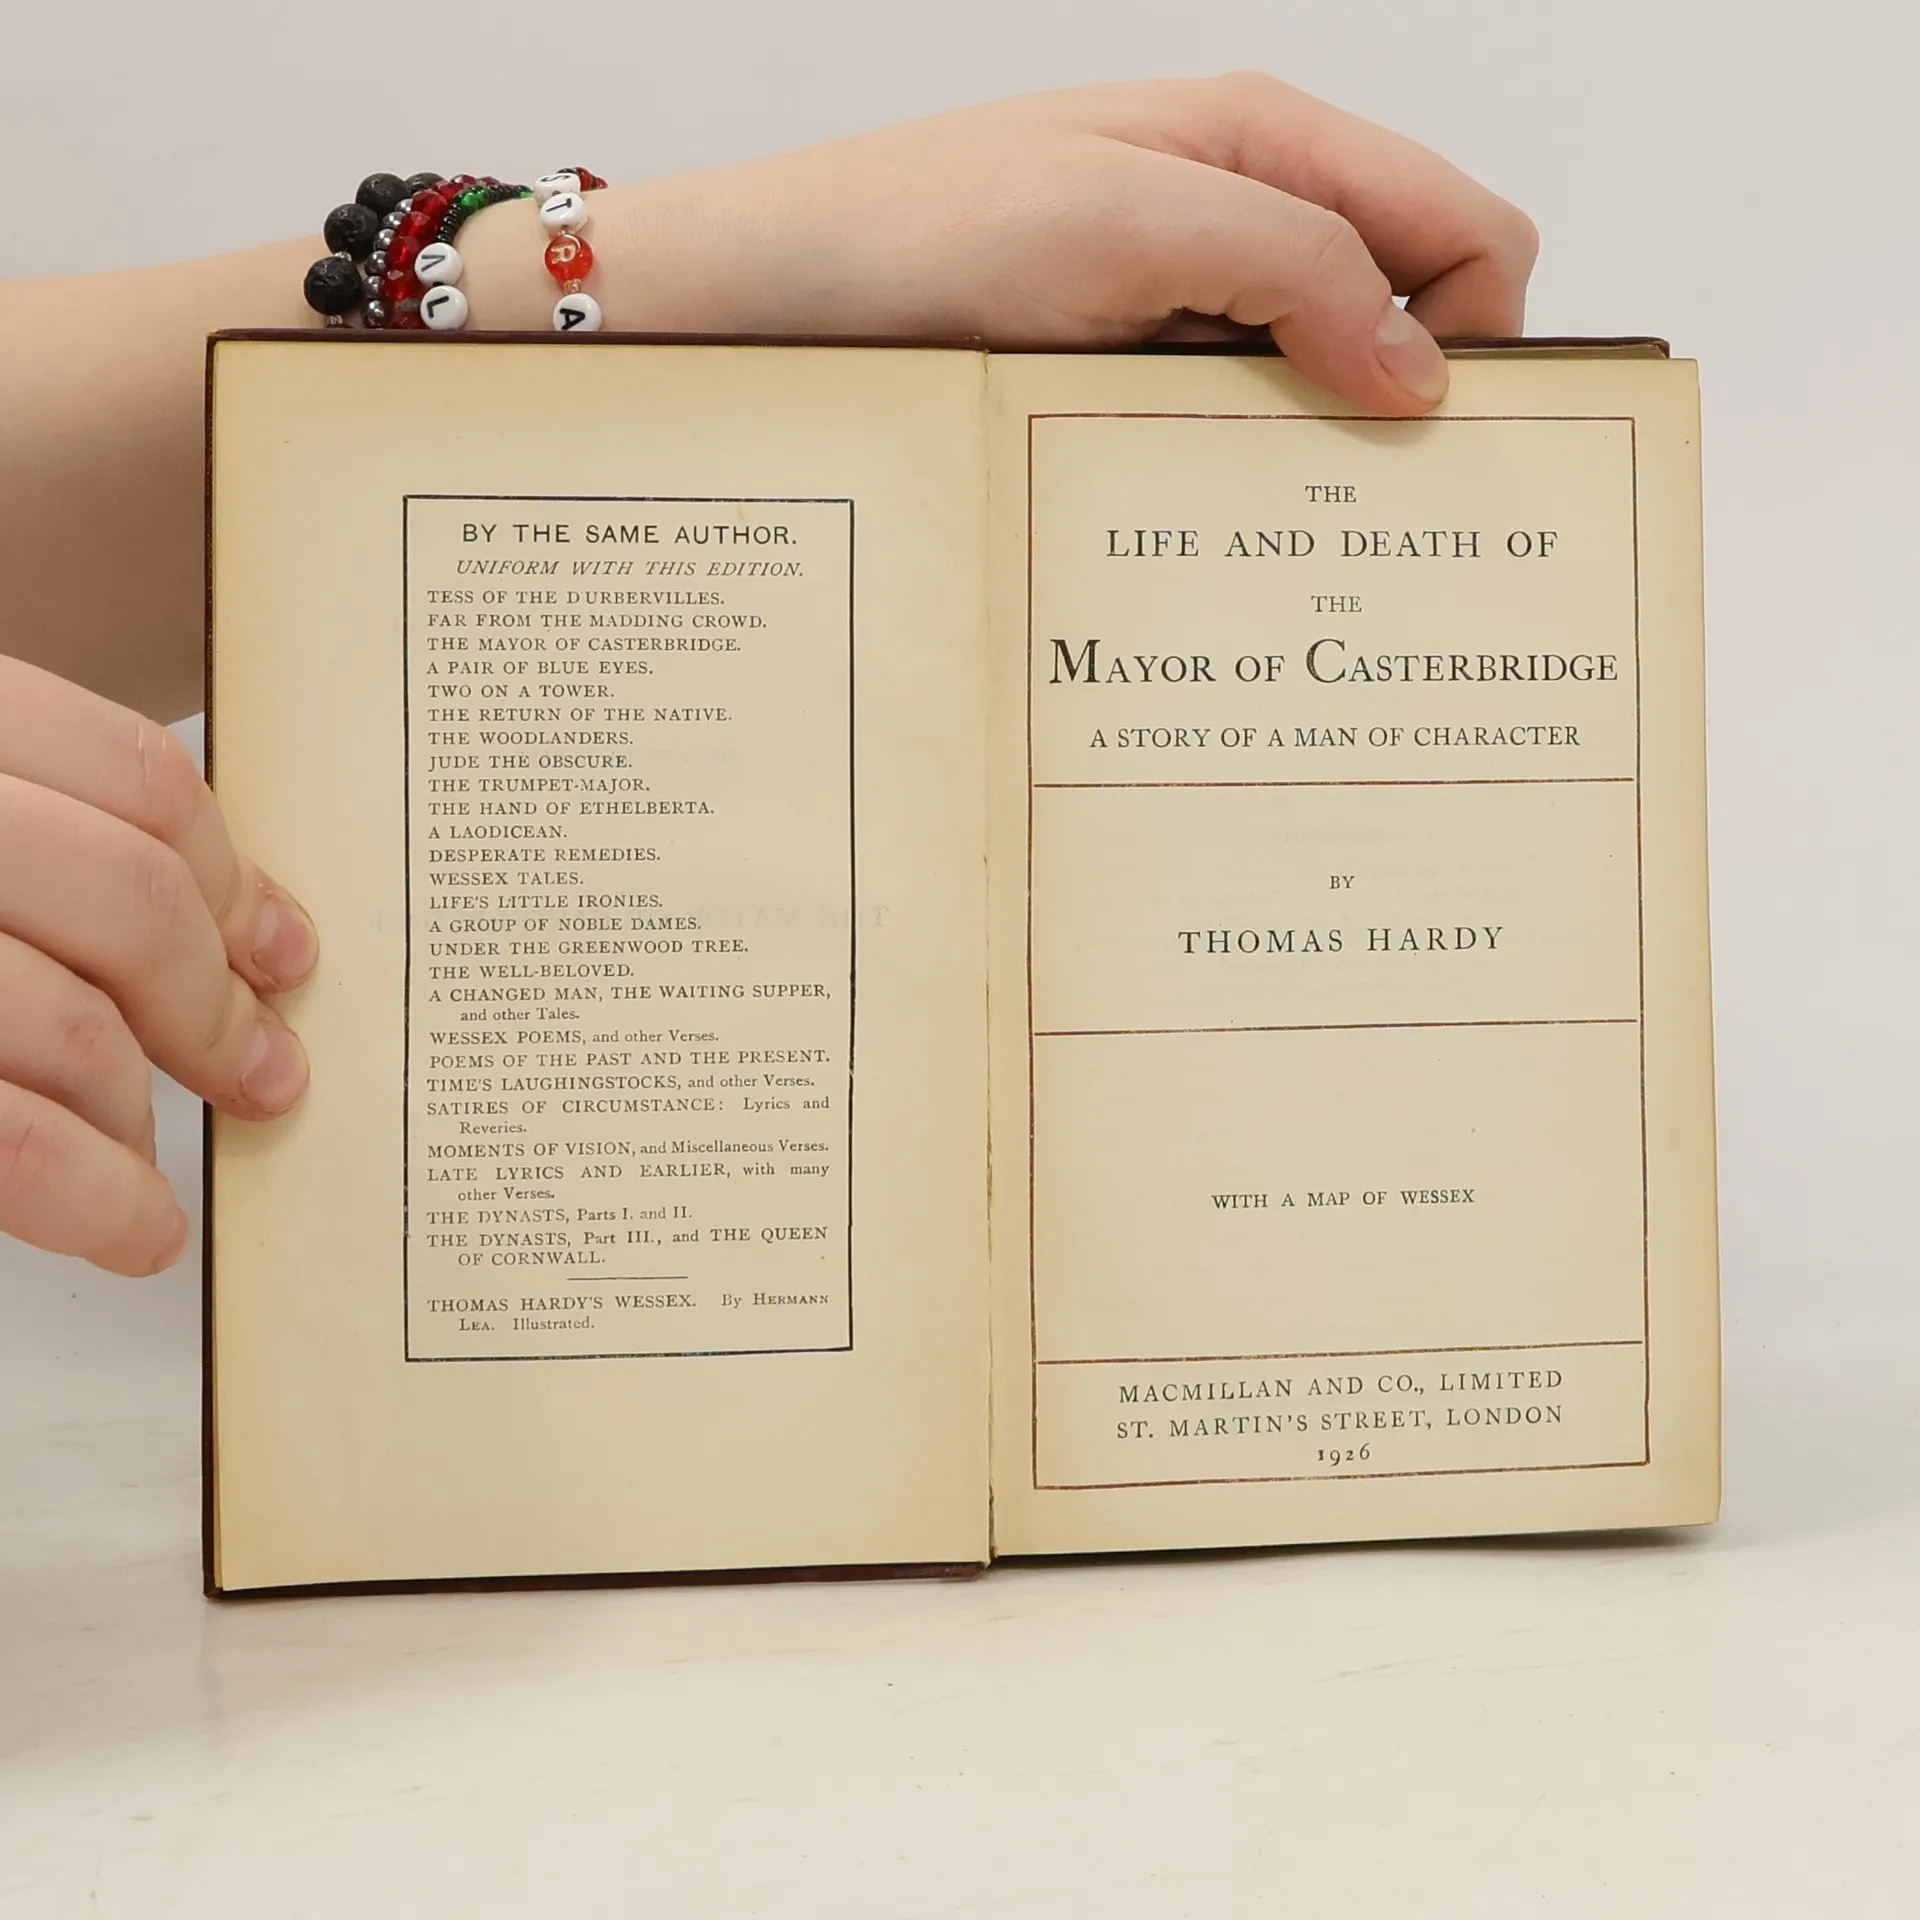 S
T
R
A
A
L
BY THE SAME AUTHOR.
UNIFORM WITH THIS EDITION.
TESS OF THE D'URBERVILLES.
FAR FROM THE MADDING CROWD.
THE MAYOR OF CASTERBRIDGE.
A PAIR OF BLUE EYES.
TWO ON A TOWER.
THE RETURN OF THE NATIVE.
THE WOODLANDERS.
JUDE THE OBSCURE.
THE TRUMPET-MAJOR.
THE HAND OF ETHELBERTA.
A LAODICEAN.
DESPERATE REMEDIES.
WESSEX TALES.
LIFE'S LITTLE IRONIES.
A GROUP OF NOBLE DAMES.
UNDER THE GREENWOOD TREE.
THE WELL-BELOVED.
A CHANGED MAN, THE WAITING SUPPER,
and other Tales.
WESSEX POEMS, and other Verses.
POEMS OF THE PAST AND THE PRESENT.
TIME'S LAUGHINGSTOCKS, and other Verses.
SATIRES OF CIRCUMSTANCE: Lyrics and
Reveries.
MOMENTS OF VISION, and Miscellaneous Verses.
LATE LYRICS AND EARLIER, with many
other Verses.
THE DYNASTS, Parts I. and II.
THE DYNASTS, Part III., and THE QUEEN
OF CORNWALL.
THOMAS HARDY'S WESSEX. By HERMANN
LEA. Illustrated.
THE
LIFE AND DEATH OF
THE
MAYOR OF CASTERBRIDGE
A STORY OF A MAN OF CHARACTER
BY
THOMAS HARDY
WITH A MAP OF WESSEX
MACMILLAN AND CO., LIMITED
ST. MARTIN'S STREET, LONDON
1926